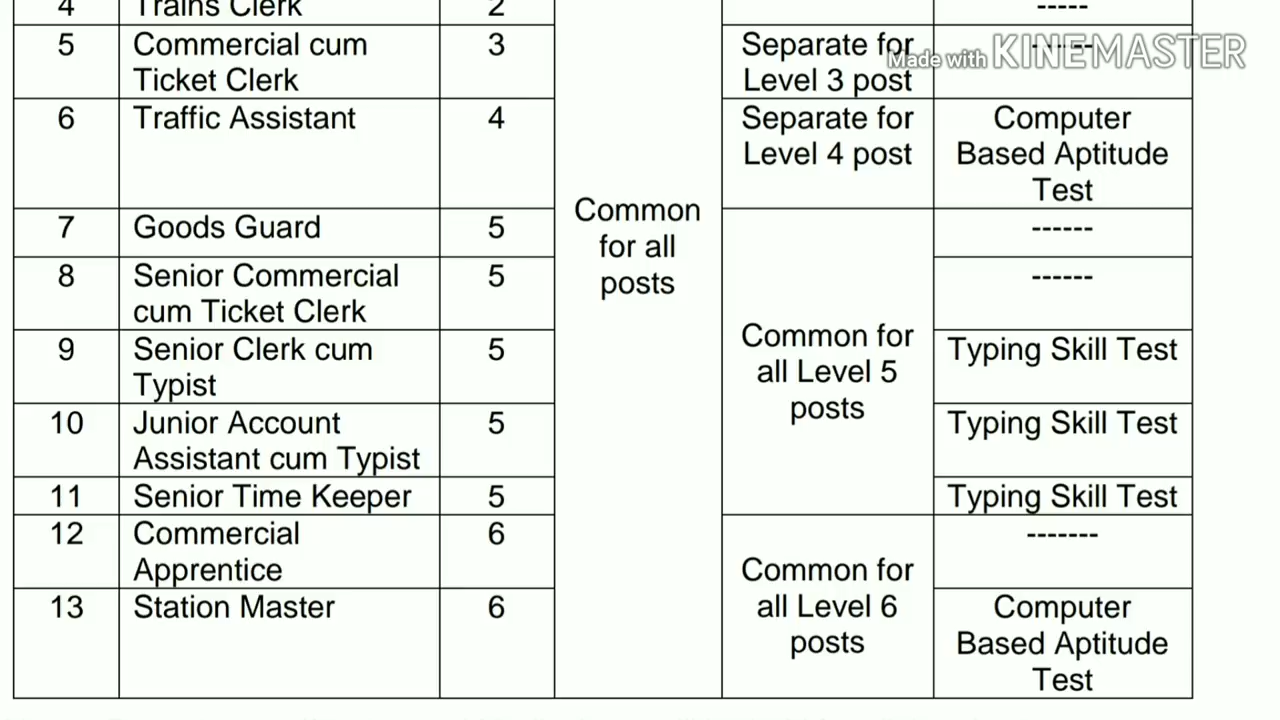 4 Trains Clerk 2 -----
5 Commercial cum 3 Separate for ------
Ticket Clerk Level 3 post
Made with KINEMASTER
6 Traffic Assistant 4 Separate for Computer
Level 4 post Based Aptitude
Test
Common
for all
posts
7 Goods Guard 5 ------
8 Senior Commercial 5 ------
cum Ticket Clerk
Common for
all Level 5
posts
9 Senior Clerk cum 5 Typing Skill Test
Typist
10 Junior Account 5 Typing Skill Test
Assistant cum Typist
11 Senior Time Keeper 5 Typing Skill Test
12 Commercial 6 -------
Apprentice
Common for
all Level 6
posts
13 Station Master 6 Computer
Based Aptitude
Test